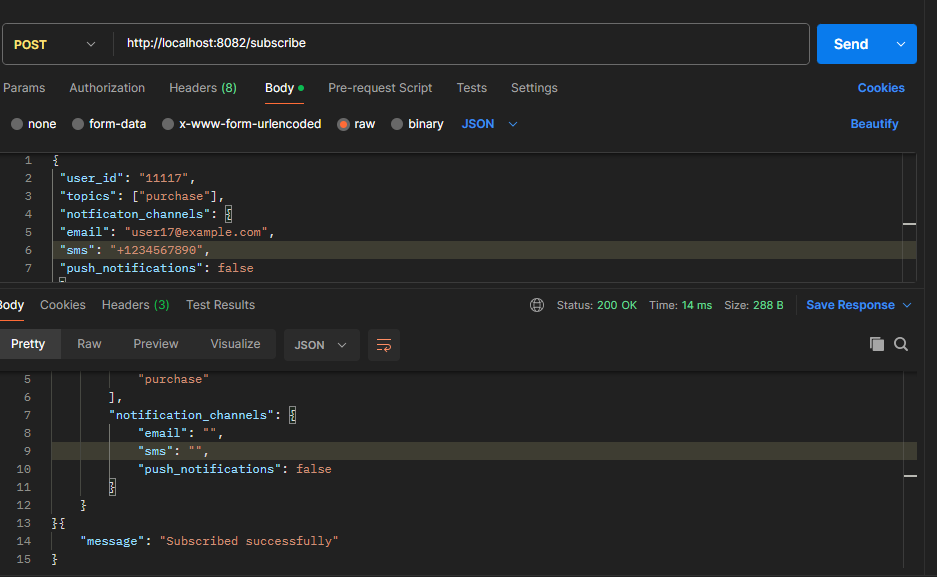 POST http://localhost:8082/subscribe Send
Params Authorization Headers (8) Body Pre-request Script Tests Settings Cookies
none form-data x-www-form-urlencoded raw binary JSON Beautify
1 {
2 "user_id": "11117",
3 "topics": ["purchase"],
4 "notficaton_channels": {
5 "email": "user17@example.com",
6 "sms": "+1234567890",
7 "push_notifications": false
Body Cookies Headers (3) Test Results Status: 200 OK Time: 14 ms Size: 288 B Save Response
Pretty Raw Preview Visualize JSON
5 "purchase"
6 ],
7 "notification_channels": {
8 "email": "",
9 "sms": "",
10 "push_notifications": false
11 }
12 }
13 }{
14 "message": "Subscribed successfully"
15 }